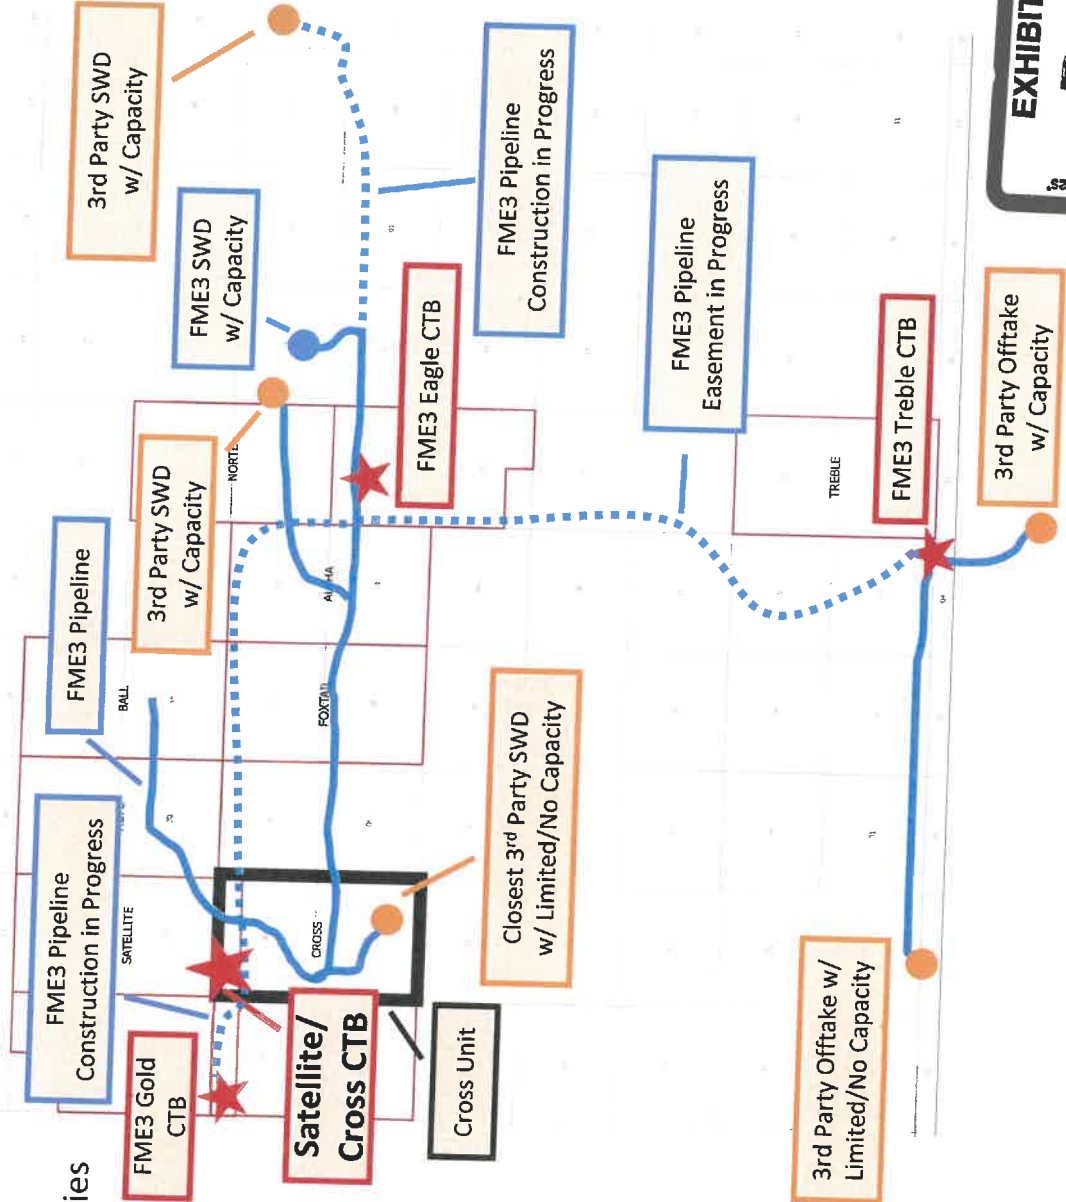 ies
FME3 Gold
CTB
FME3 Pipeline
Construction in Progress
FME3 Pipeline
3rd Party SWD
w/ Capacity
SATELLITE
BALL
3rd Party SWD
w/ Capacity
FME3 SWD
w/ Capacity
NORTE
Satellite/
Cross CTB
CROSS
FOXTAIL
FME3 Eagle CTB
FME3 Pipeline
Construction in Progress
Cross Unit
Closest 3rd Party SWD
w/ Limited/No Capacity
FME3 Pipeline
Easement in Progress
TREBLE
3rd Party Offtake w/
Limited/No Capacity
FME3 Treble CTB
3rd Party Offtake
w/ Capacity
EXHIBIT